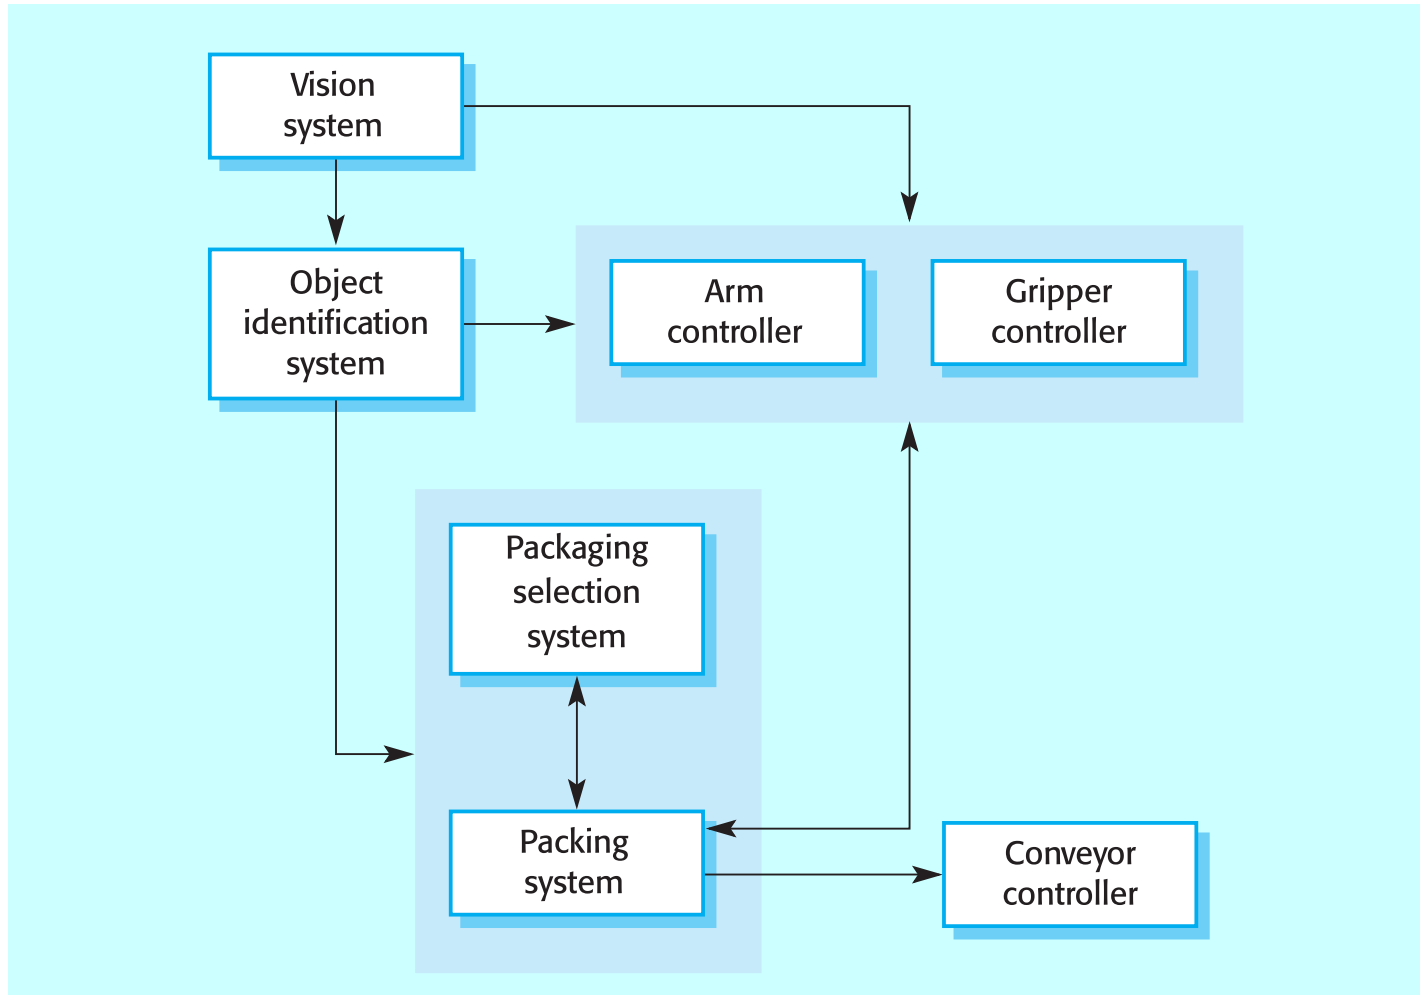 Vision
system
Object
identification
system
Arm
controller
Gripper
controller
Packaging
selection
system
Packing
system
Conveyor
controller